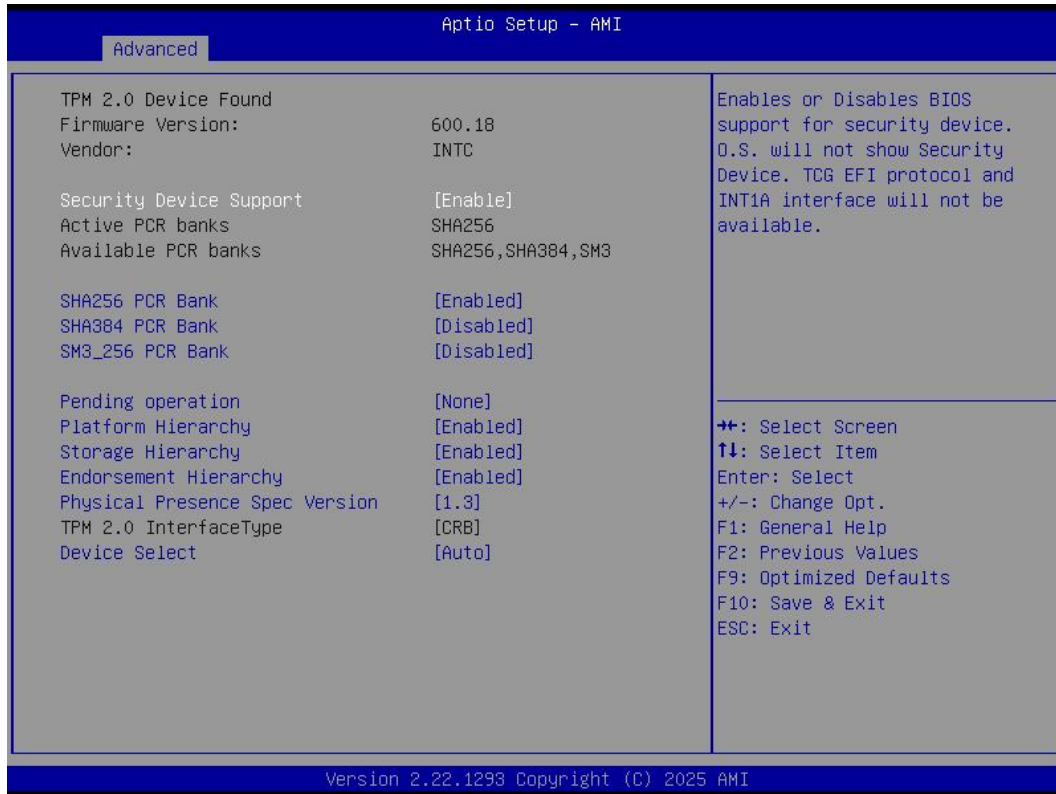 Aptio Setup – AMI
Advanced
TPM 2.0 Device Found
Firmware Version: 600.18
Vendor: INTC
Security Device Support [Enable]
Active PCR banks SHA256
Available PCR banks SHA256,SHA384,SM3
SHA256 PCR Bank [Enabled]
SHA384 PCR Bank [Disabled]
SM3_256 PCR Bank [Disabled]
Pending operation [None]
Platform Hierarchy [Enabled]
Storage Hierarchy [Enabled]
Endorsement Hierarchy [Enabled]
Physical Presence Spec Version [1.3]
TPM 2.0 InterfaceType [CRB]
Device Select [Auto]
Enables or Disables BIOS
support for security device.
O.S. will not show Security
Device. TCG EFI protocol and
INT1A interface will not be
available.
→←: Select Screen
↑↓: Select Item
Enter: Select
+/-: Change Opt.
F1: General Help
F2: Previous Values
F9: Optimized Defaults
F10: Save & Exit
ESC: Exit
Version 2.22.1293 Copyright (C) 2025 AMI